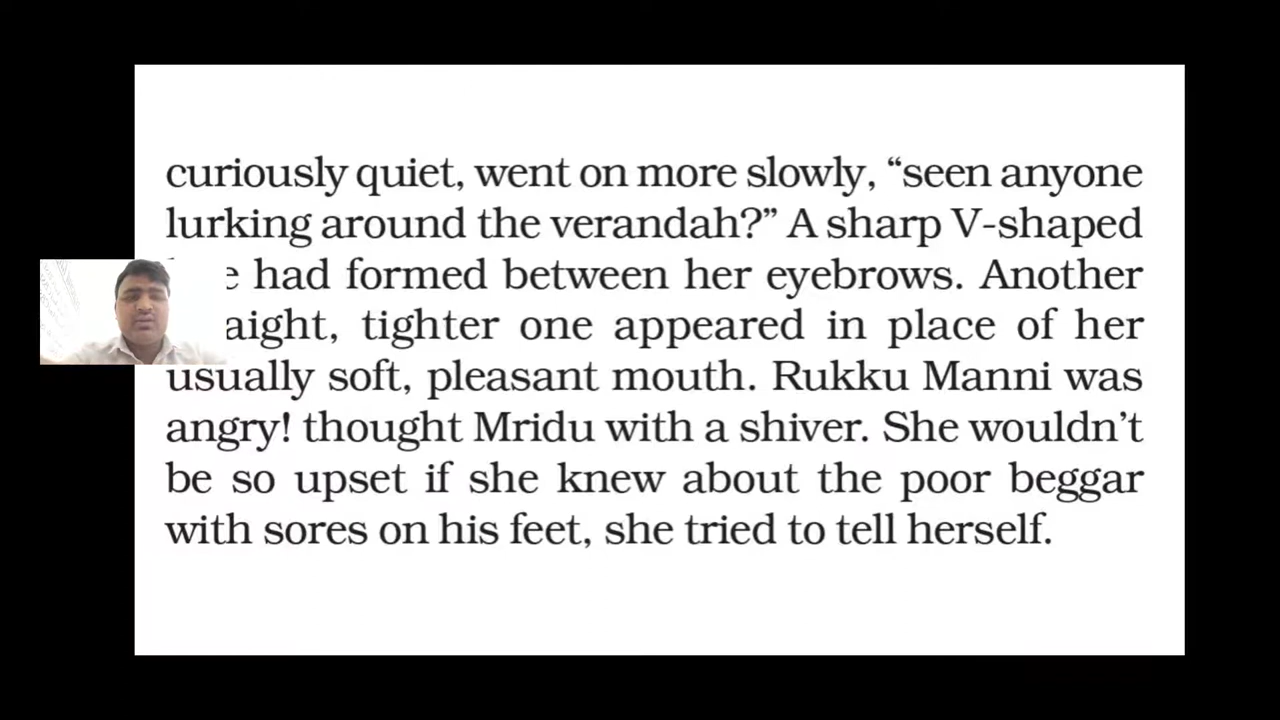 curiously quiet, went on more slowly, “seen anyone
lurking around the verandah?” A sharp V-shaped
had formed between her eyebrows. Another
tighter one appeared in place of her
usually soft, pleasant mouth. Rukku Manni was
angry! thought Mridu with a shiver. She wouldn’t
be so upset if she knew about the poor beggar
with sores on his feet, she tried to tell herself.